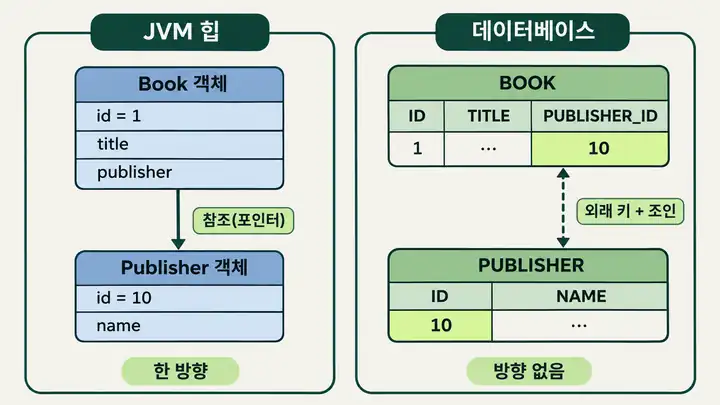 JVM 힙
Book 객체
id = 1
title
publisher
참조(포인터)
Publisher 객체
id = 10
name
한 방향
데이터베이스
BOOK
ID TITLE PUBLISHER_ID
1 ... 10
외래 키 + 조인
PUBLISHER
ID NAME
10 ...
방향 없음